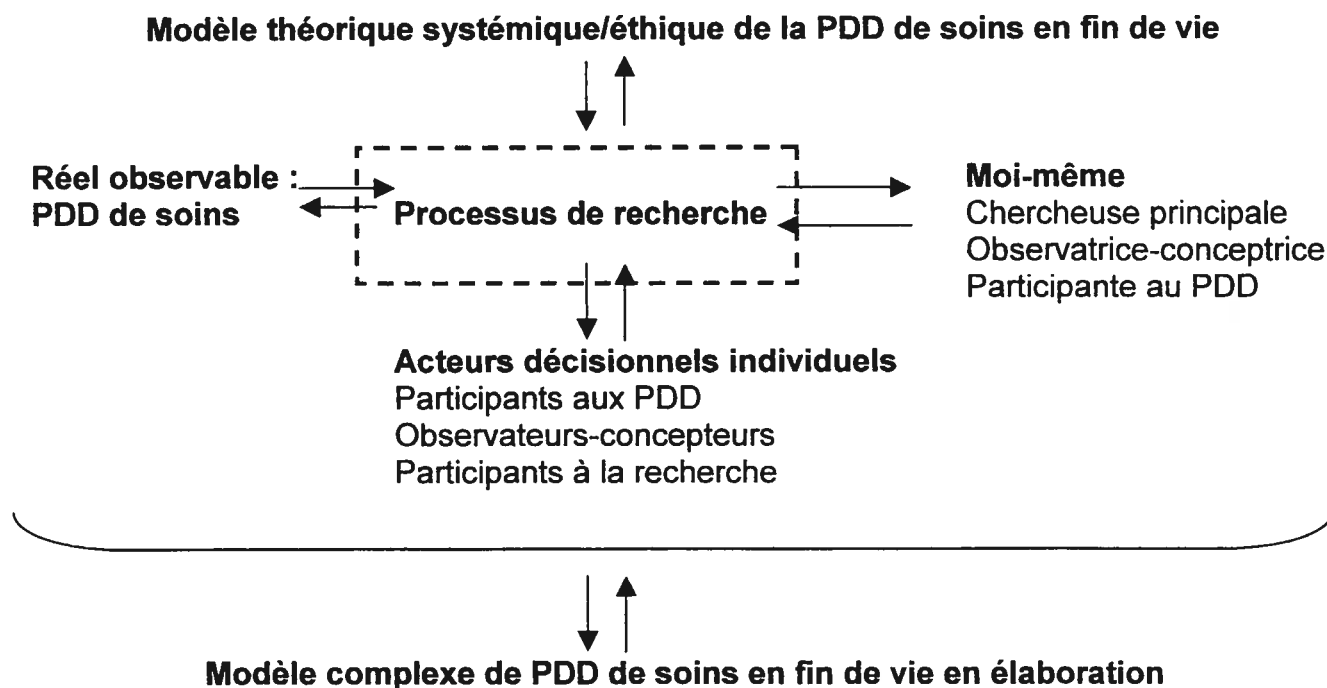 Modèle théorique systémique/éthique de la PDD de soins en fin de vie
Réel observable :
PDD de soins
Processus de recherche
Moi-même
Chercheuse principale
Observatrice-conceptrice
Participante au PDD
Acteurs décisionnels individuels
Participants aux PDD
Observateurs-concepteurs
Participants à la recherche
Modèle complexe de PDD de soins en fin de vie en élaboration